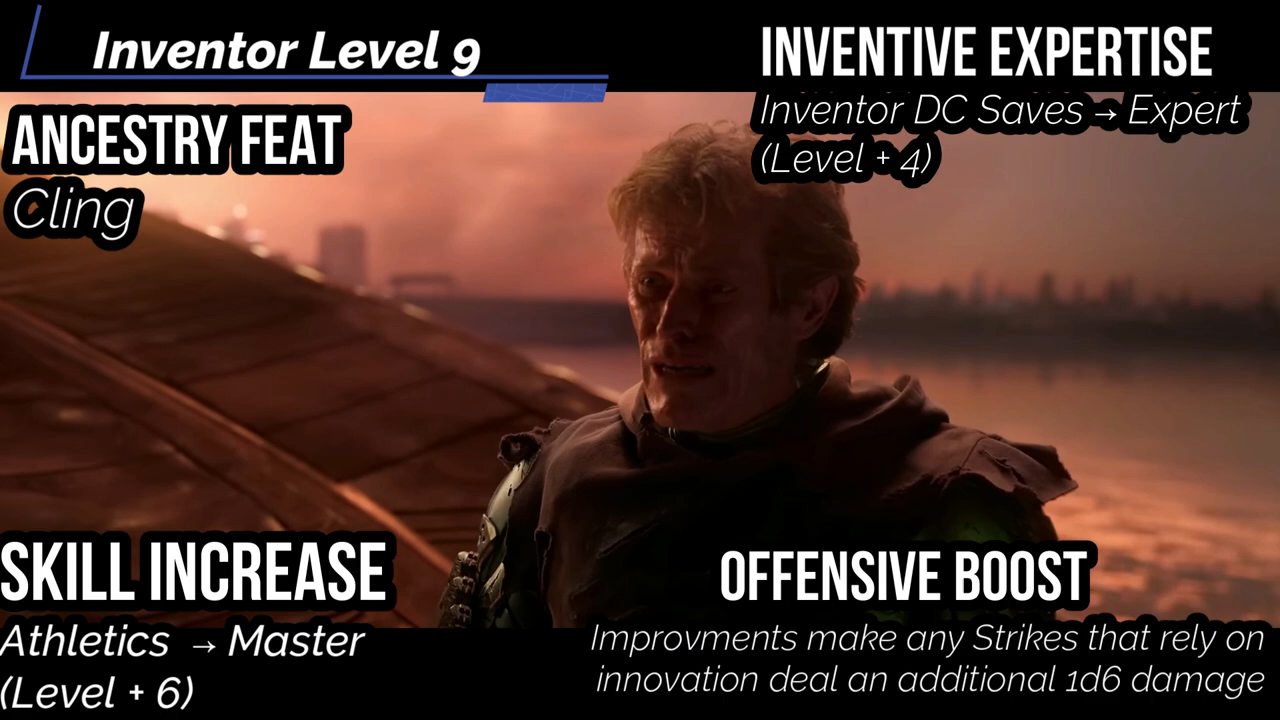 Inventor Level 9
INVENTIVE EXPERTISE
Inventor DC Saves → Expert
(Level + 4)
ANCESTRY FEAT
Cling
SKILL INCREASE
Athletics → Master
(Level + 6)
OFFENSIVE BOOST
Improvments make any Strikes that rely on
innovation deal an additional 1d6 damage